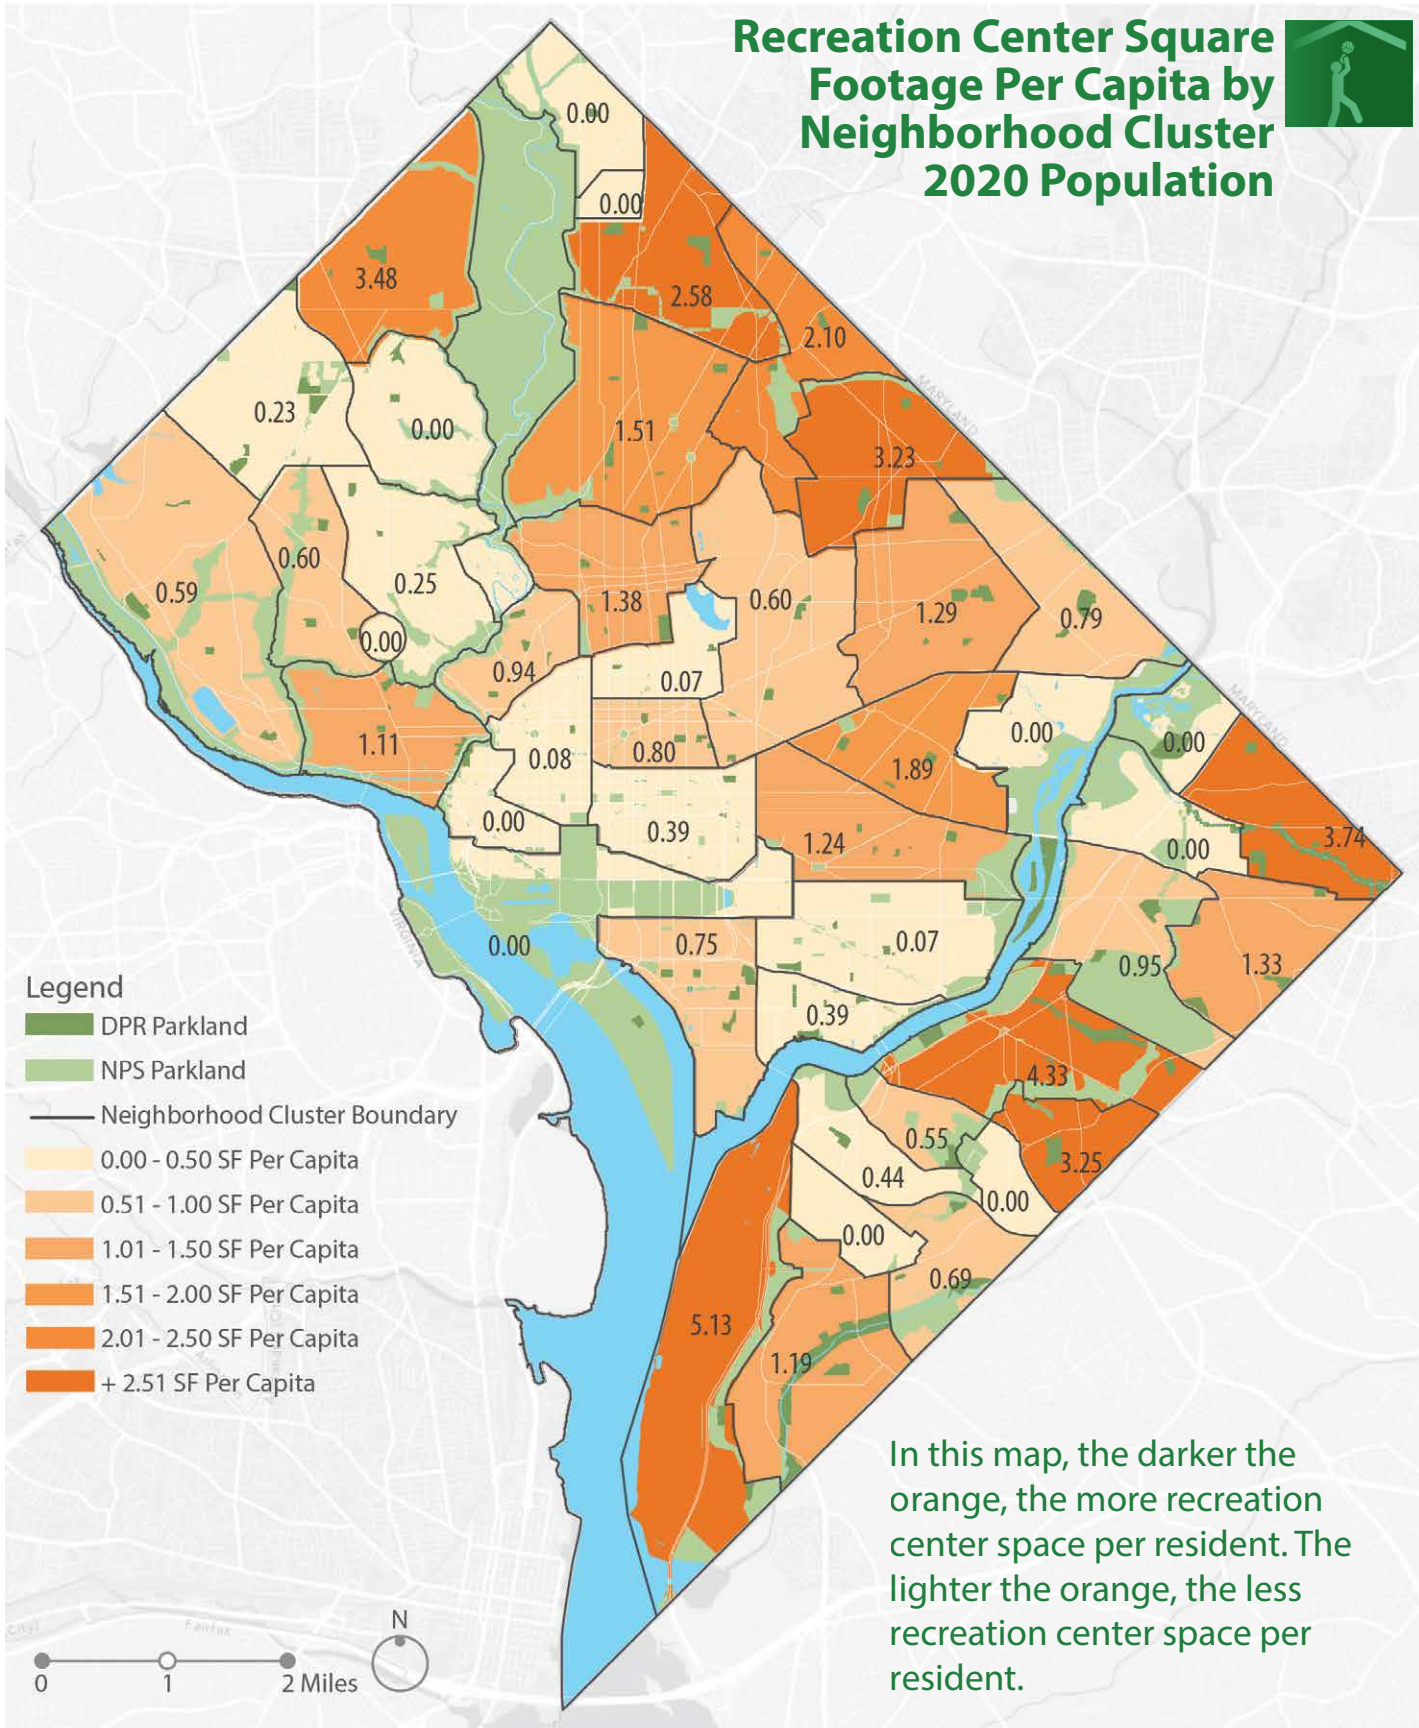 Recreation Center Square
Footage Per Capita by
Neighborhood Cluster
2020 Population
0.00
0.00
3.48
2.58
2.10
MARYLAND
0.23
0.00
1.51
3.23
0.60
0.59
0.25
1.38
0.60
1.29
0.79
0.00
0.94
0.07
MARYLAND
1.11
0.08
0.80
0.00
0.00
1.89
0.00
0.39
1.24
3.74
0.00
VIRGINIA
0.00
0.75
0.07
0.95
1.33
0.39
Legend
DPR Parkland
NPS Parkland
Neighborhood Cluster Boundary
0.00 - 0.50 SF Per Capita
0.51 - 1.00 SF Per Capita
1.01 - 1.50 SF Per Capita
1.51 - 2.00 SF Per Capita
2.01 - 2.50 SF Per Capita
+ 2.51 SF Per Capita
4.33
0.55
3.25
0.44
0.00
0.00
0.69
5.13
1.19
In this map, the darker the
orange, the more recreation
center space per resident. The
lighter the orange, the less
recreation center space per
resident.
N
Fairfax
0 1 2 Miles